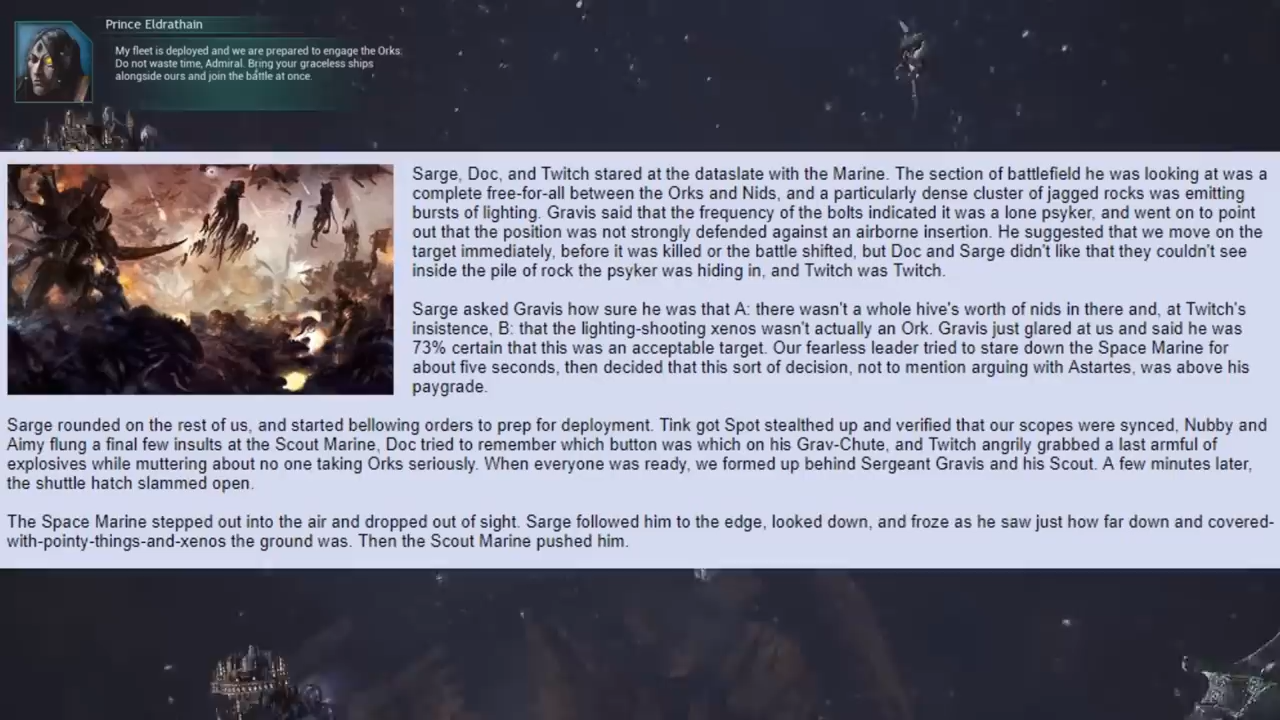 Prince Eldrathain
My fleet is deployed and we are prepared to engage the Orks.
Do not waste time, Admiral. Bring your graceless ships
alongside ours and join the battle at once.
Sarge, Doc, and Twitch stared at the dataslate with the Marine. The section of battlefield he was looking at was a
complete free-for-all between the Orks and Nids, and a particularly dense cluster of jagged rocks was emitting
bursts of lighting. Gravis said that the frequency of the bolts indicated it was a lone psyker, and went on to point
out that the position was not strongly defended against an airborne insertion. He suggested that we move on the
target immediately, before it was killed or the battle shifted, but Doc and Sarge didn't like that they couldn't see
inside the pile of rock the psyker was hiding in, and Twitch was Twitch.
Sarge asked Gravis how sure he was that A: there wasn't a whole hive's worth of nids in there and, at Twitch's
insistence, B: that the lighting-shooting xenos wasn't actually an Ork. Gravis just glared at us and said he was
73% certain that this was an acceptable target. Our fearless leader tried to stare down the Space Marine for
about five seconds, then decided that this sort of decision, not to mention arguing with Astartes, was above his
paygrade.
Sarge rounded on the rest of us, and started bellowing orders to prep for deployment. Tink got Spot stealthed up and verified that our scopes were synced, Nubby and
Aimy flung a final few insults at the Scout Marine, Doc tried to remember which button was which on his Grav-Chute, and Twitch angrily grabbed a last armful of
explosives while muttering about no one taking Orks seriously. When everyone was ready, we formed up behind Sergeant Gravis and his Scout. A few minutes later,
the shuttle hatch slammed open.
The Space Marine stepped out into the air and dropped out of sight. Sarge followed him to the edge, looked down, and froze as he saw just how far down and covered-
with-pointy-things-and-xenos the ground was. Then the Scout Marine pushed him.